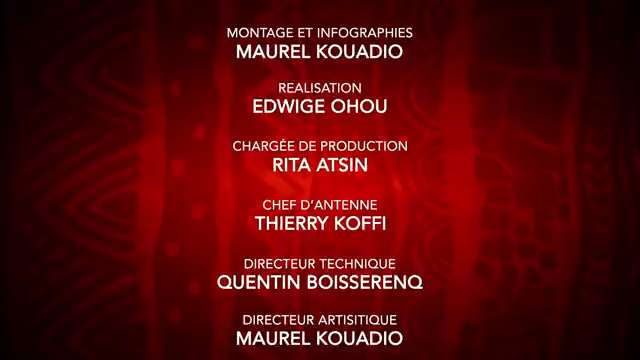 MONTAGE ET INFOGRAPHIES
MAUREL KOUADIO
REALISATION
EDWIGE OHOU
CHARGÉE DE PRODUCTION
RITA ATSIN
CHEF D'ANTENNE
THIERRY KOFFI
DIRECTEUR TECHNIQUE
QUENTIN BOISSERENQ
DIRECTEUR ARTISITIQUE
MAUREL KOUADIO